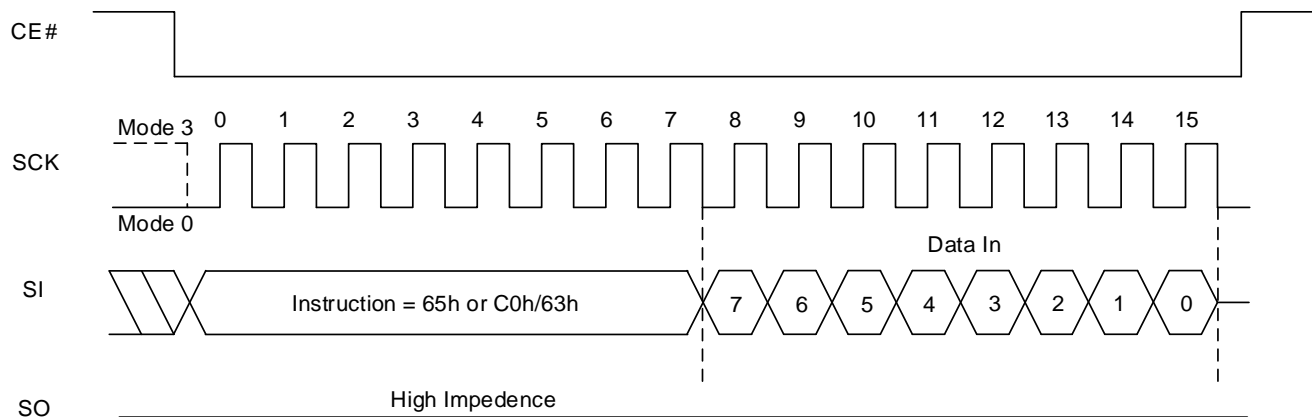 CE#
Mode 3
0 1 2 3 4 5 6 7 8 9 10 11 12 13 14 15
SCK
Mode 0
Data In
SI
Instruction = 65h or C0h/63h
7 6 5 4 3 2 1 0
High Impedence
SO